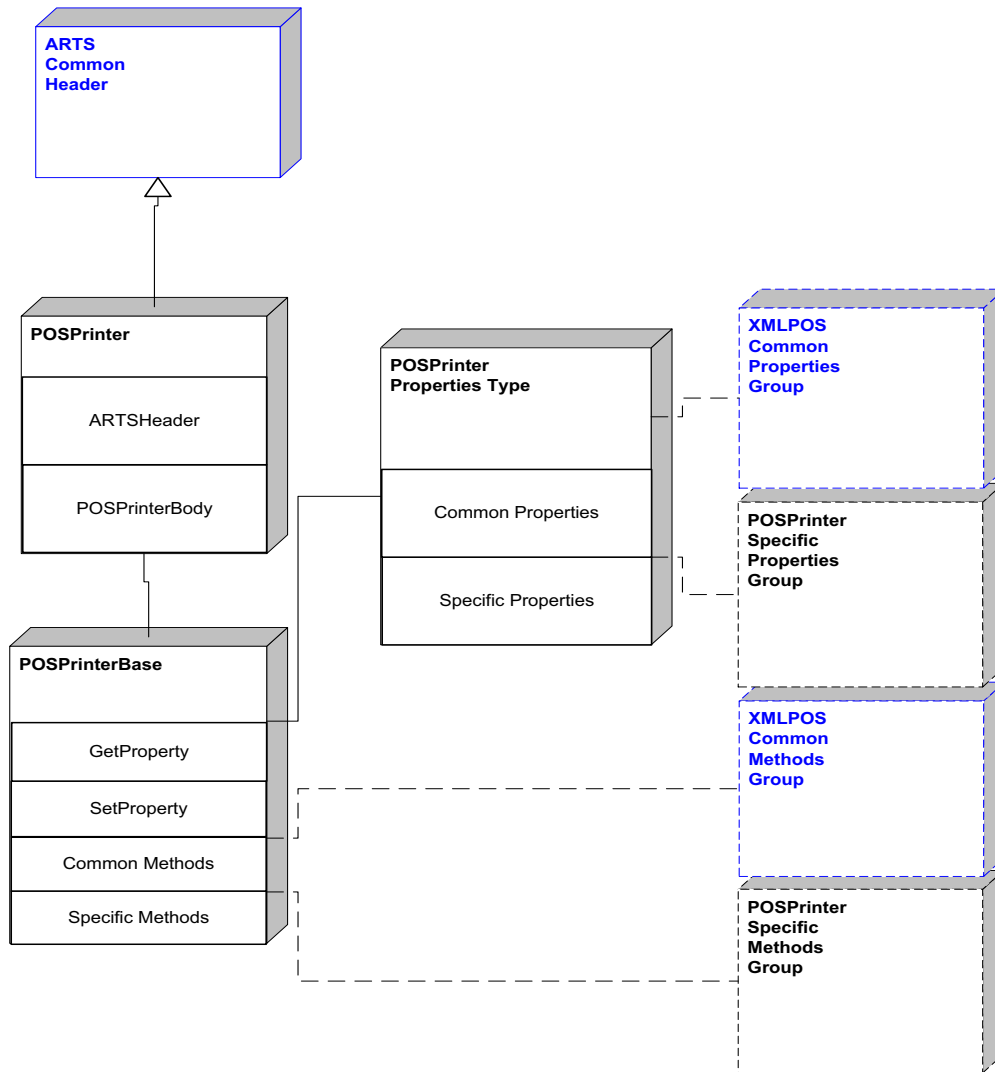 ARTS
Common
Header
POSPrinter
ARTSHeader
POSPrinterBody
POSPrinter
Properties Type
Common Properties
Specific Properties
XMLPOS
Common
Properties
Group
POSPrinter
Specific
Properties
Group
POSPrinterBase
GetProperty
SetProperty
Common Methods
Specific Methods
XMLPOS
Common
Methods
Group
POSPrinter
Specific
Methods
Group